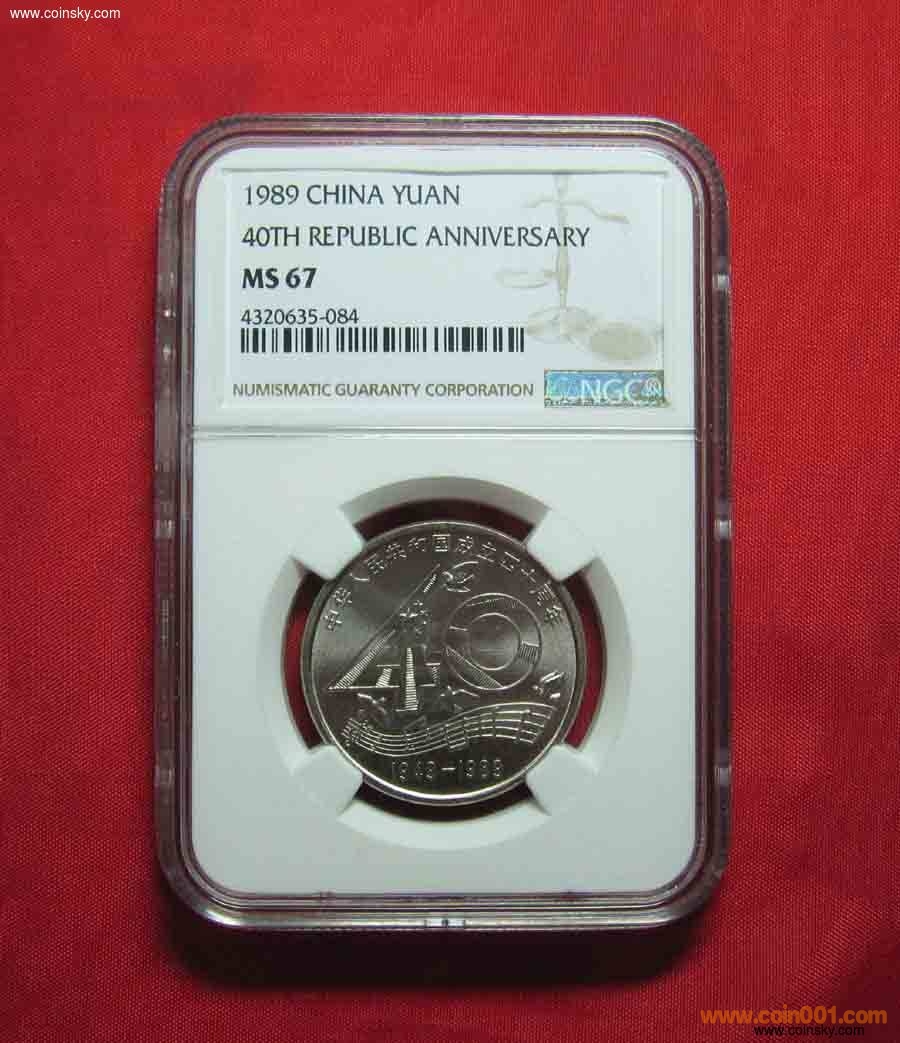 www.coinsky.com
1989 CHINA YUAN
40TH REPUBLIC ANNIVERSARY
MS 67
4320635-084
NUMISMATIC GUARANTY CORPORATION
NGC®
中华人民共和国成立四十周年
40
1949-1989
www.coin001.com
www.coinsky.com